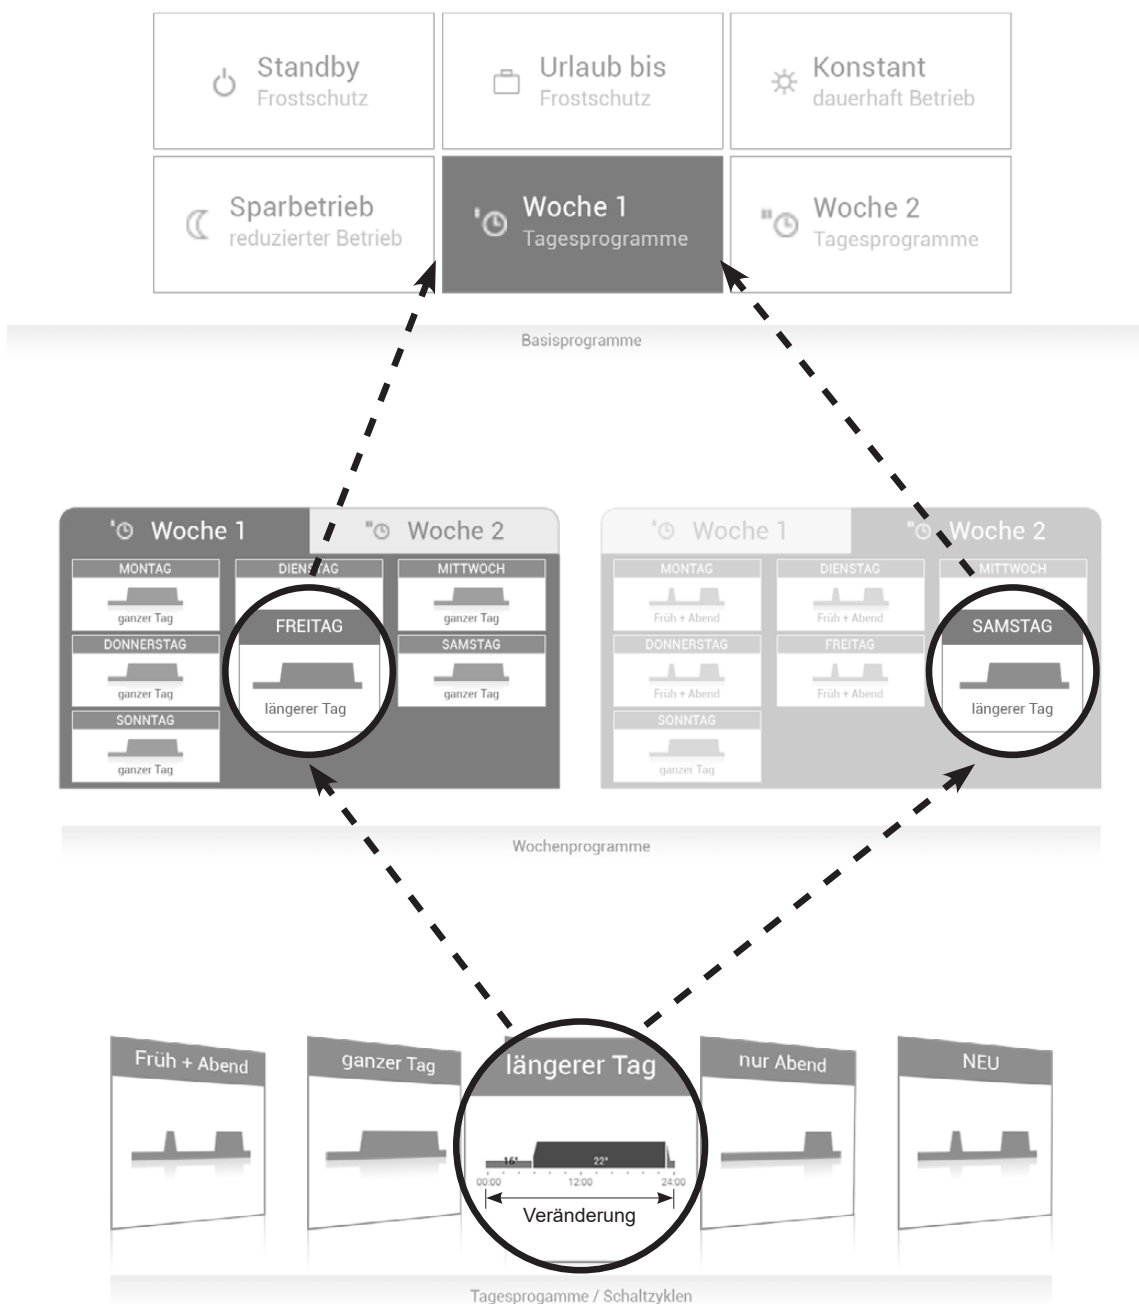 Standby
Frostschutz
Urlaub bis
Frostschutz
Konstant
dauerhaft Betrieb
Sparbetrieb
reduzierter Betrieb
Woche 1
Tagesprogramme
Woche 2
Tagesprogramme
Basisprogramme
Woche 1
Woche 2
MONTAG
ganzer Tag
DIENSTAG
MITTWOCH
ganzer Tag
DONNERSTAG
ganzer Tag
FREITAG
längerer Tag
SAMSTAG
ganzer Tag
SONNTAG
ganzer Tag
Woche 1
Woche 2
MONTAG
Früh + Abend
DIENSTAG
Früh + Abend
MITTWOCH
DONNERSTAG
Früh + Abend
FREITAG
Früh + Abend
SAMSTAG
längerer Tag
SONNTAG
ganzer Tag
Wochenprogramme
Früh + Abend
ganzer Tag
längerer Tag
16°
22°
00:00 12:00 24:00
Veränderung
nur Abend
NEU
Tagesprogamme / Schaltzyklen